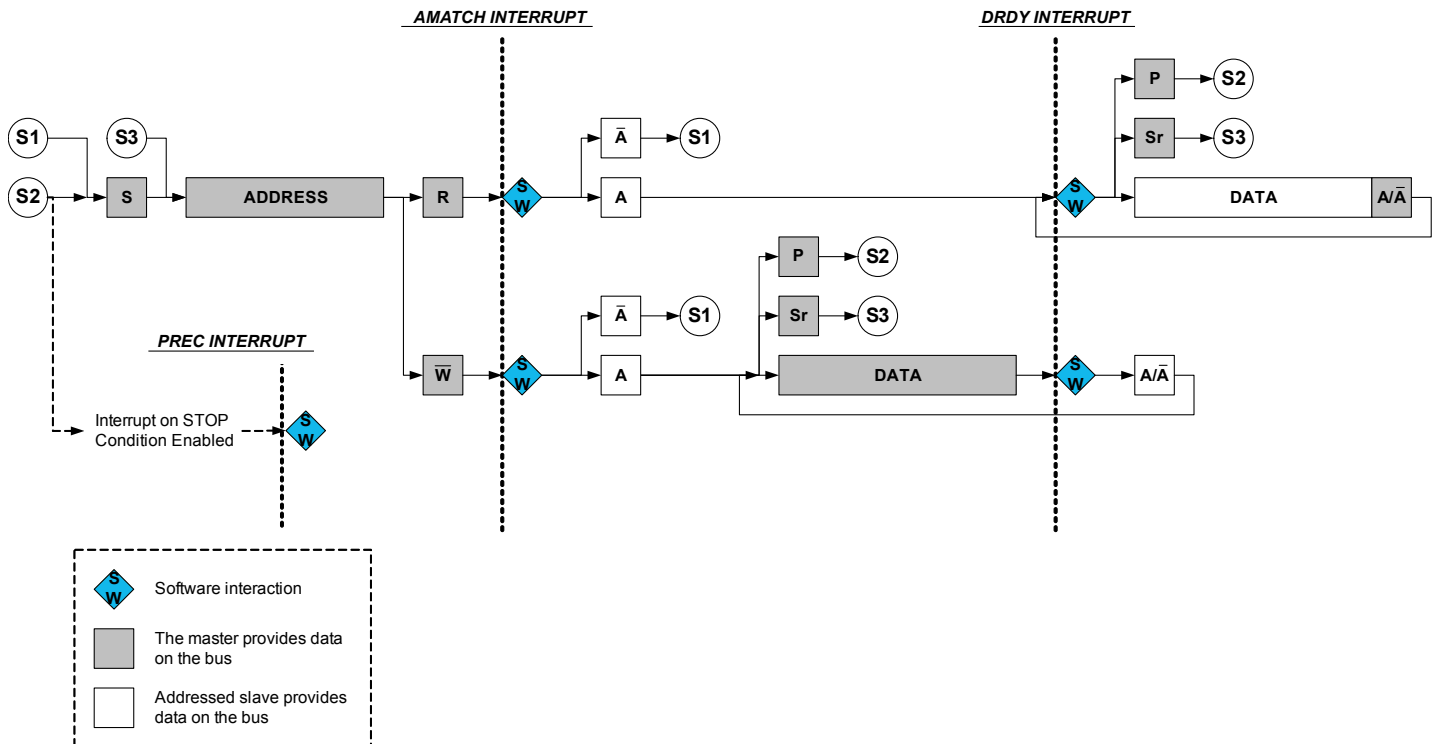 AMATCH INTERRUPT
DRDY INTERRUPT
P
S2
S1
S3
A̅
S1
Sr
S3
S2
S
ADDRESS
R
S
W
A
S
W
DATA
A/A̅
P
S2
A̅
S1
Sr
S3
PREC INTERRUPT
W̅
S
W
A
DATA
S
W
A/A̅
Interrupt on STOP
Condition Enabled
S
W
S
W
Software interaction
The master provides data
on the bus
Addressed slave provides
data on the bus